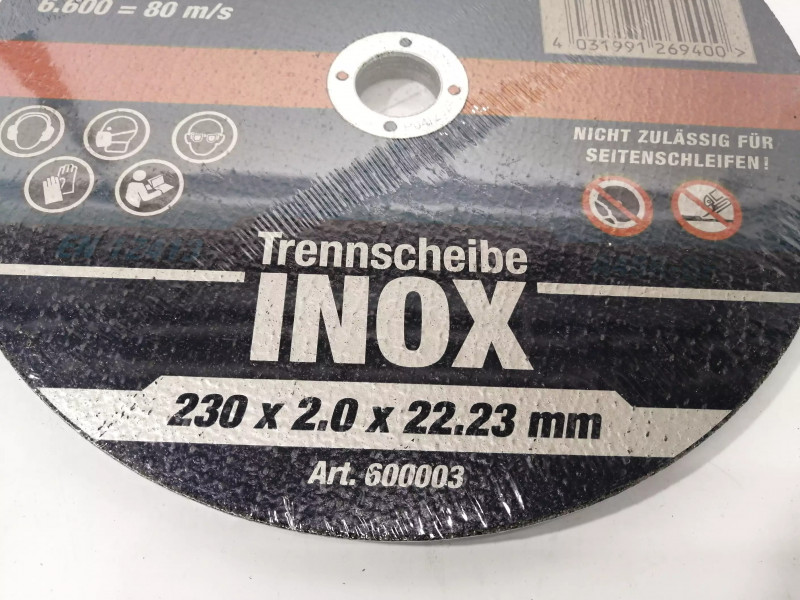 6.600 = 80 m/s
4 031991 269400 >
NICHT ZULÄSSIG FÜR
SEITENSCHLEIFEN!
Trennscheibe
INOX
230 x 2.0 x 22.23 mm
Art. 600003